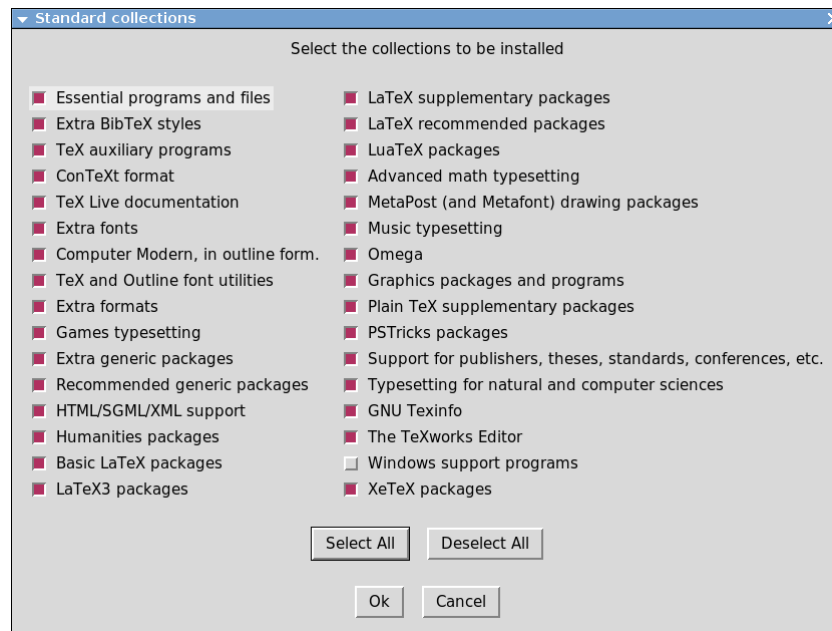 Standard collections
Select the collections to be installed
Essential programs and files
Extra BibTeX styles
TeX auxiliary programs
ConTeXt format
TeX Live documentation
Extra fonts
Computer Modern, in outline form.
TeX and Outline font utilities
Extra formats
Games typesetting
Extra generic packages
Recommended generic packages
HTML/SGML/XML support
Humanities packages
Basic LaTeX packages
LaTeX3 packages
LaTeX supplementary packages
LaTeX recommended packages
LuaTeX packages
Advanced math typesetting
MetaPost (and Metafont) drawing packages
Music typesetting
Omega
Graphics packages and programs
Plain TeX supplementary packages
PSTricks packages
Support for publishers, theses, standards, conferences, etc.
Typesetting for natural and computer sciences
GNU Texinfo
The TeXworks Editor
Windows support programs
XeTeX packages
Select All
Deselect All
Ok
Cancel